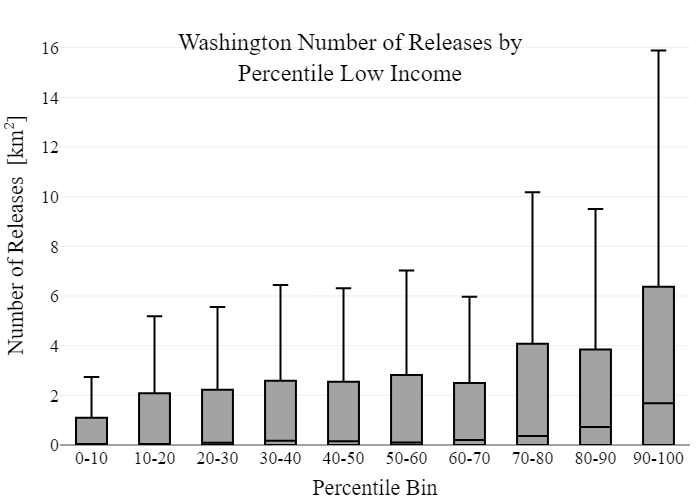 Washington Number of Releases by
Percentile Low Income
Number of Releases [km²]
16
14
12
10
8
6
4
2
0
0-10 10-20 20-30 30-40 40-50 50-60 60-70 70-80 80-90 90-100
Percentile Bin